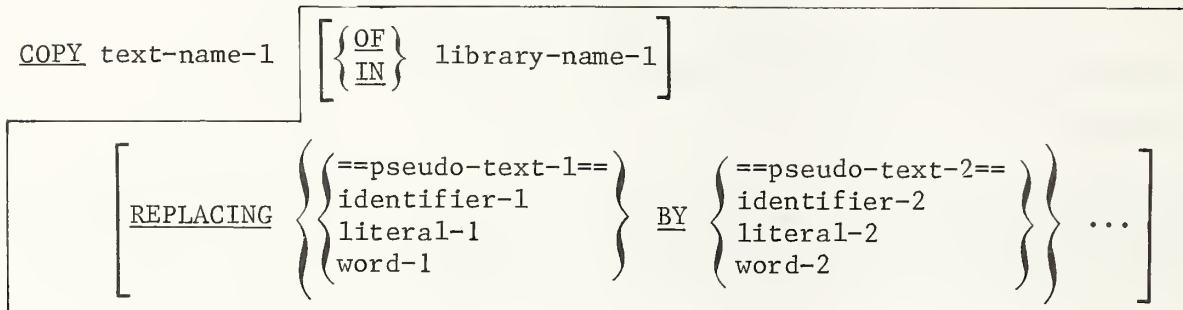 COPY text-name-1 [{OF
IN} library-name-1]
[REPLACING {{==pseudo-text-1==
identifier-1
literal-1
word-1} BY {==pseudo-text-2==
identifier-2
literal-2
word-2}} ...]